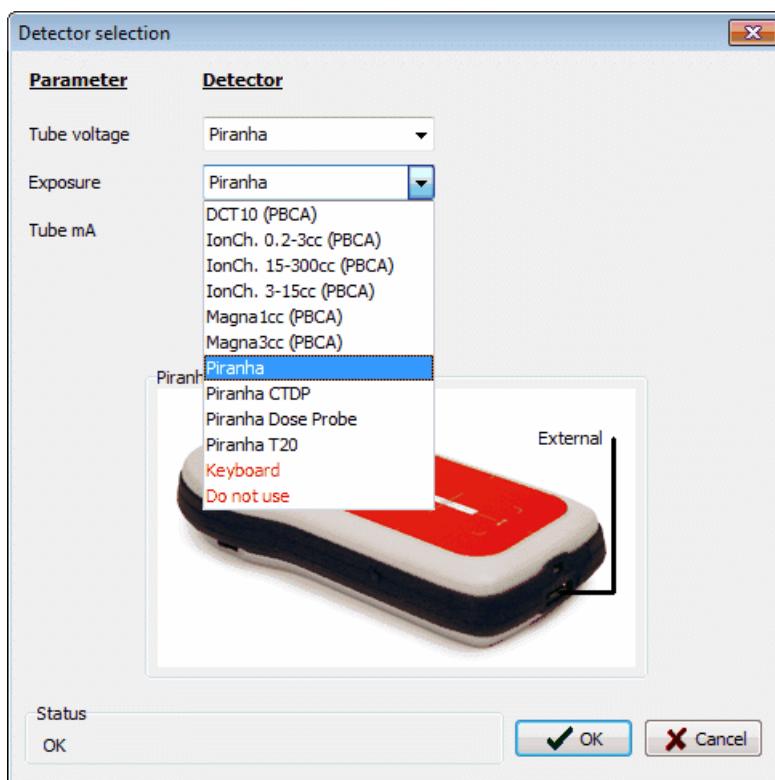 Detector selection
Parameter Detector
Tube voltage Piranha
Exposure Piranha
Tube mA
DCT10 (PBCA)
IonCh. 0.2-3cc (PBCA)
IonCh. 15-300cc (PBCA)
IonCh. 3-15cc (PBCA)
Magna1cc (PBCA)
Magna3cc (PBCA)
Piranha
Piranha CTDP
Piranha Dose Probe
Piranha T20
Keyboard
Do not use
External
Status
OK
OK Cancel